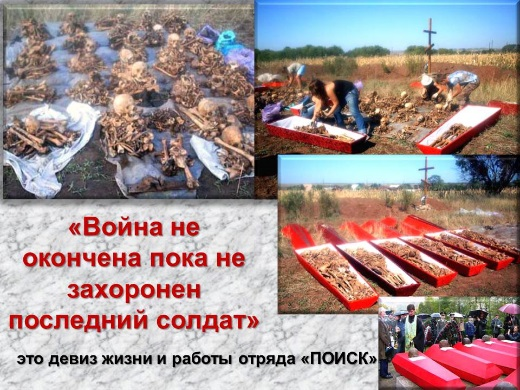 «Война не
окончена пока не
захоронен
последний солдат»
это девиз жизни и работы отряда «ПОИСК»